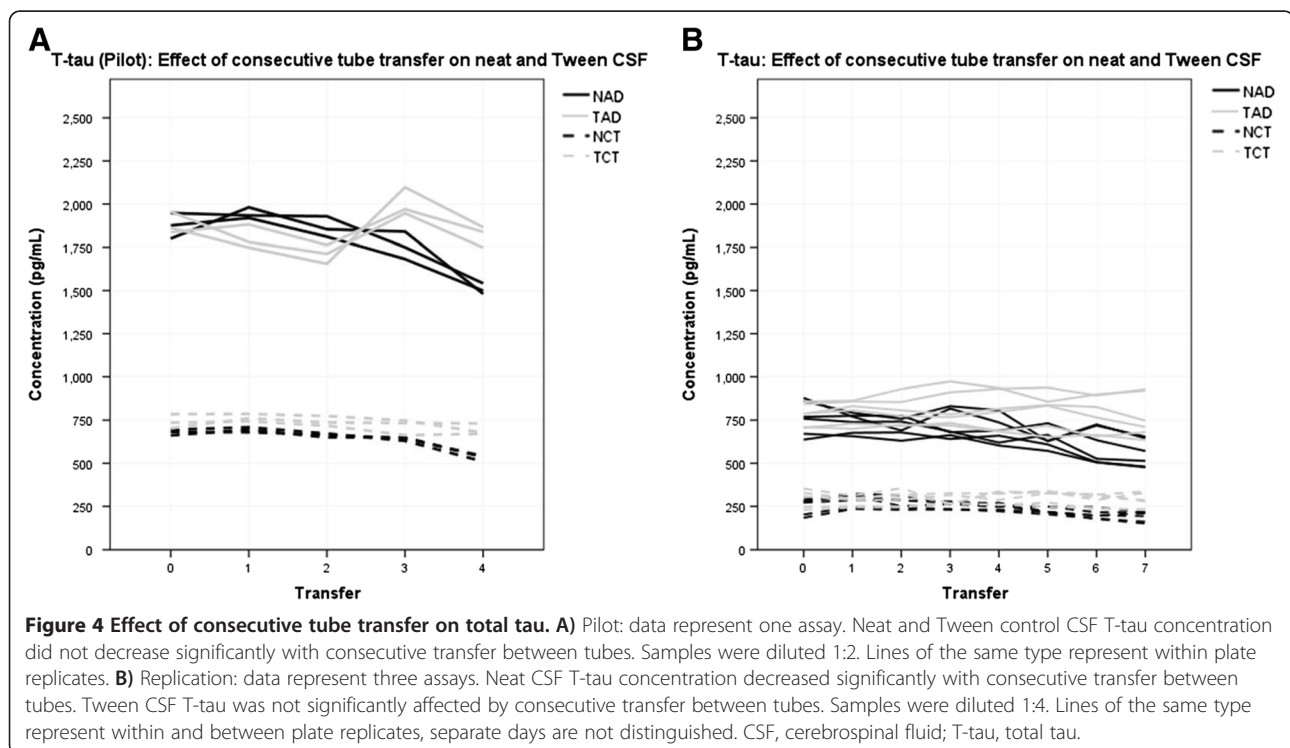 A
T-tau (Pilot): Effect of consecutive tube transfer on neat and Tween CSF
NAD
TAD
NCT
TCT
2,500
2,250
2,000
1,750
1,500
1,250
1,000
750
500
250
0
Concentration (pg/mL)
0 1 2 3 4
Transfer
B
T-tau: Effect of consecutive tube transfer on neat and Tween CSF
NAD
TAD
NCT
TCT
2,500
2,250
2,000
1,750
1,500
1,250
1,000
750
500
250
0
Concentration (pg/mL)
0 1 2 3 4 5 6 7
Transfer
Figure 4 Effect of consecutive tube transfer on total tau. A) Pilot: data represent one assay. Neat and Tween control CSF T-tau concentration
did not decrease significantly with consecutive transfer between tubes. Samples were diluted 1:2. Lines of the same type represent within plate
replicates. B) Replication: data represent three assays. Neat CSF T-tau concentration decreased significantly with consecutive transfer between
tubes. Tween CSF T-tau was not significantly affected by consecutive transfer between tubes. Samples were diluted 1:4. Lines of the same type
represent within and between plate replicates, separate days are not distinguished. CSF, cerebrospinal fluid; T-tau, total tau.